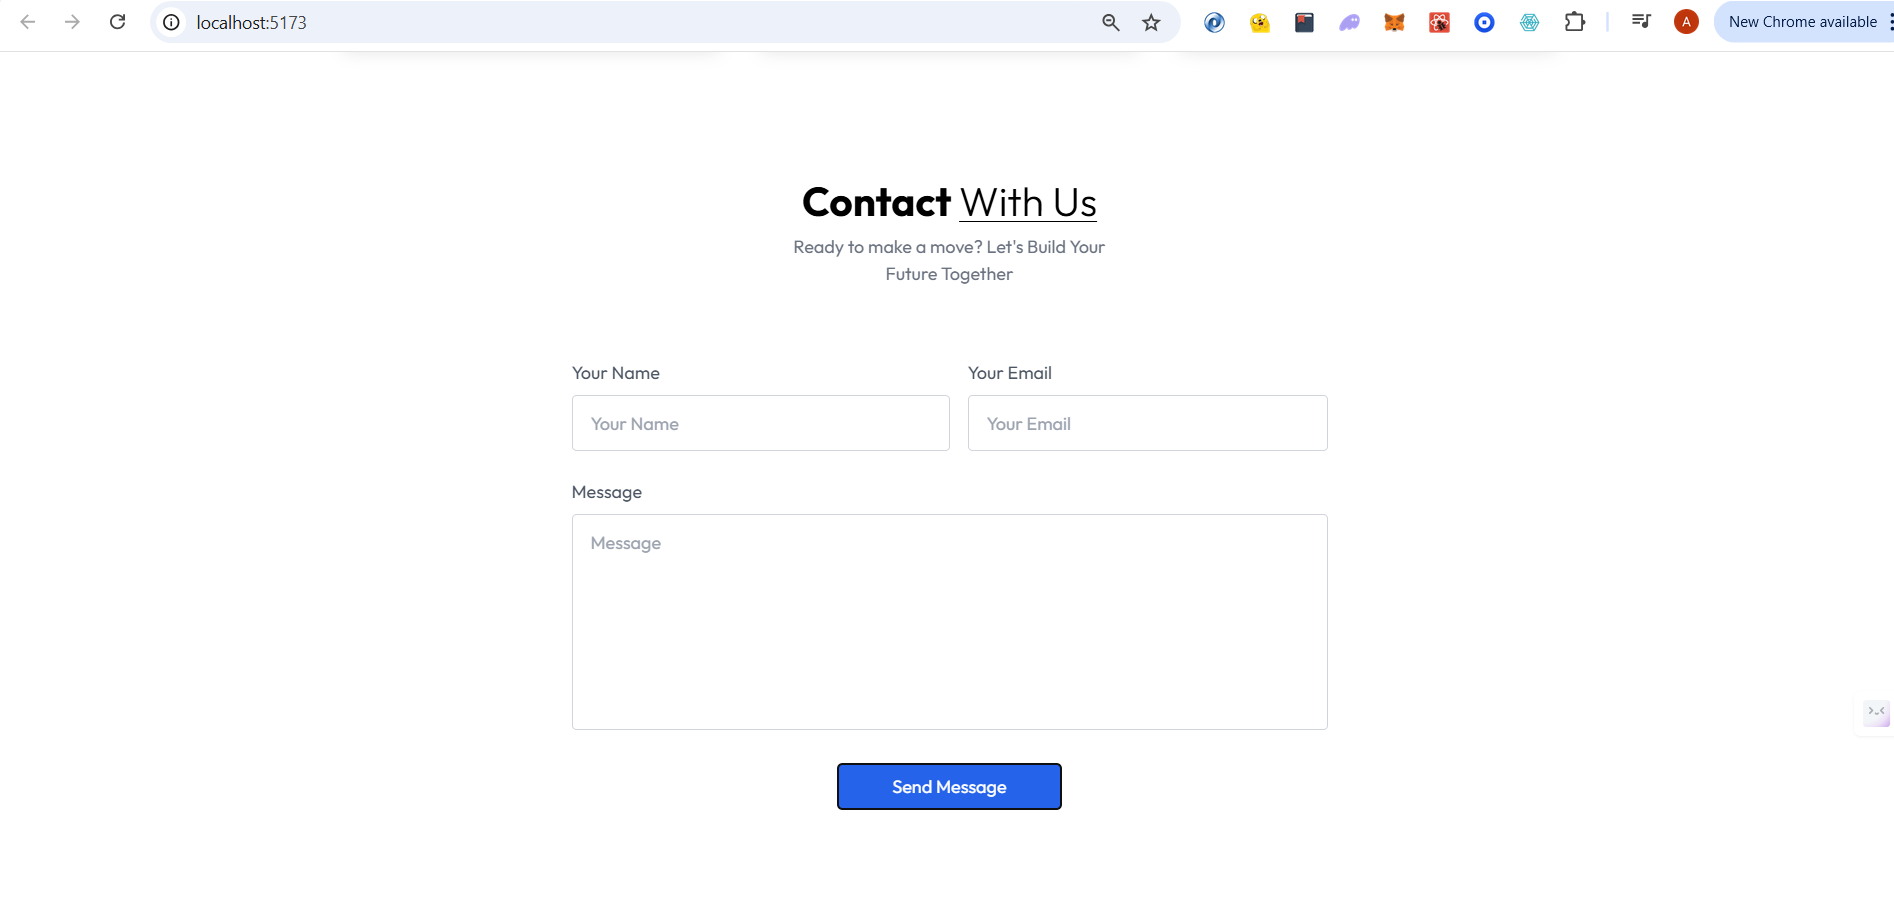 localhost:5173
A
New Chrome available
Contact With Us
Ready to make a move? Let's Build Your
Future Together
Your Name
Your Email
Your Name
Your Email
Message
Message
Send Message